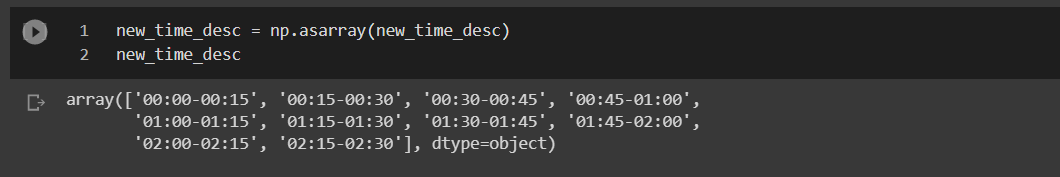 1 new_time_desc = np.asarray(new_time_desc)
2 new_time_desc
array(['00:00-00:15', '00:15-00:30', '00:30-00:45', '00:45-01:00',
'01:00-01:15', '01:15-01:30', '01:30-01:45', '01:45-02:00',
'02:00-02:15', '02:15-02:30'], dtype=object)